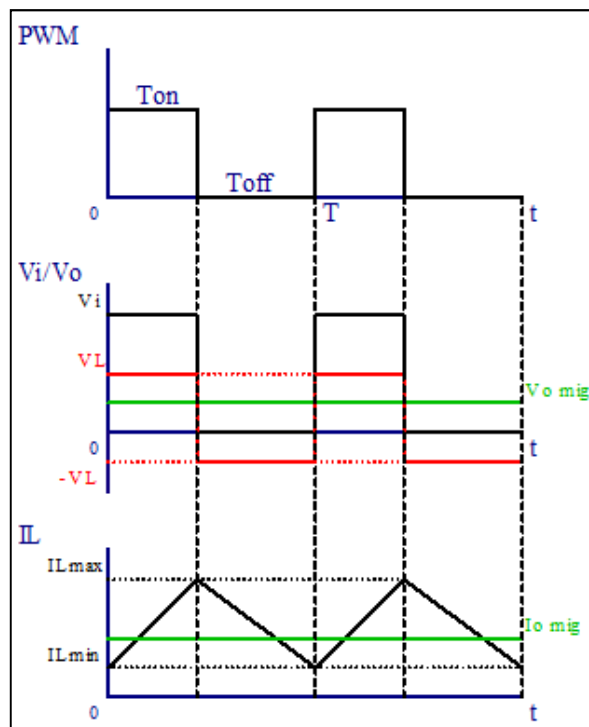 PWM
Ton
Toff
0
T
t
Vi/Vo
Vi
VL
Vo mig
0
t
-VL
IL
ILmax
Io mig
ILmin
0
t